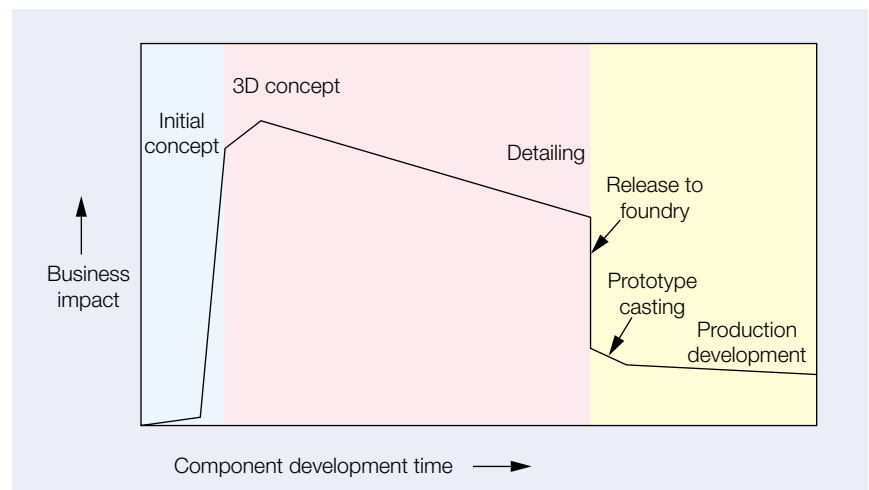 3D concept
Initial
concept
Detailing
Release to
foundry
Prototype
casting
Production
development
Business
impact
Component development time